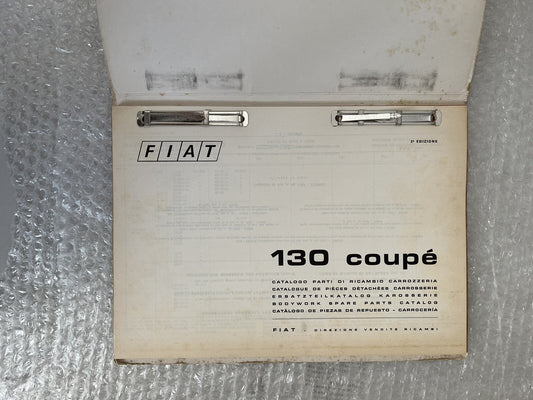 FIAT
2ª EDIZIONE
130 coupé
CATALOGO PARTI DI RICAMBIO CARROZZERIA
CATALOGUE DE PIÈCES DÉTACHÉES CARROSSERIE
ERSATZTEILKATALOG KAROSSERIE
BODYWORK SPARE PARTS CATALOG
CATÁLOGO DE PIEZAS DE REPUESTO - CARROCERÍA
FIAT - DIREZIONE VENDITE RICAMBI